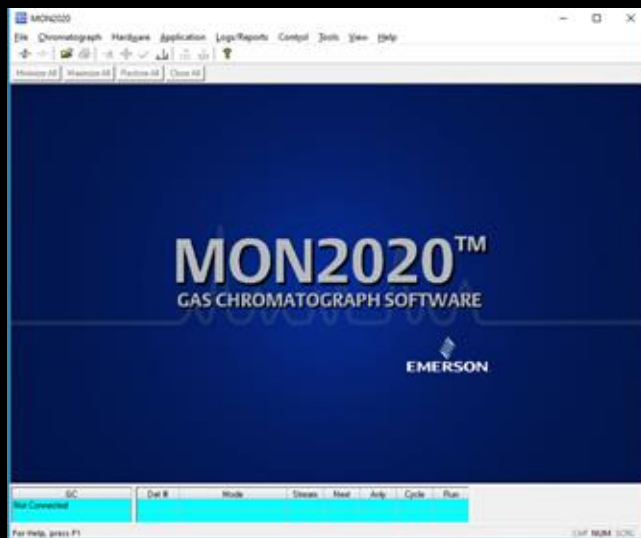 MON2020
File Chromatograph Hardware Application Logs/Reports Control Tools View Help
Minimize All Maximize All Restore All Close All
MON2020™
GAS CHROMATOGRAPH SOFTWARE
EMERSON
GC Det # Mode Stream Next Anly Cycle Run
Not Connected
For Help, press F1 CAP NUM SCRL